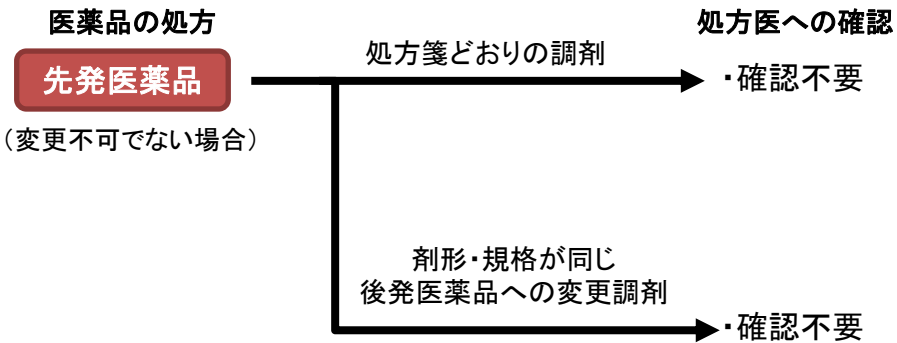 医薬品の処方
処方医への確認
先発医薬品
処方箋どおりの調剤
・確認不要
(変更不可でない場合)
剤形・規格が同じ
後発医薬品への変更調剤
・確認不要